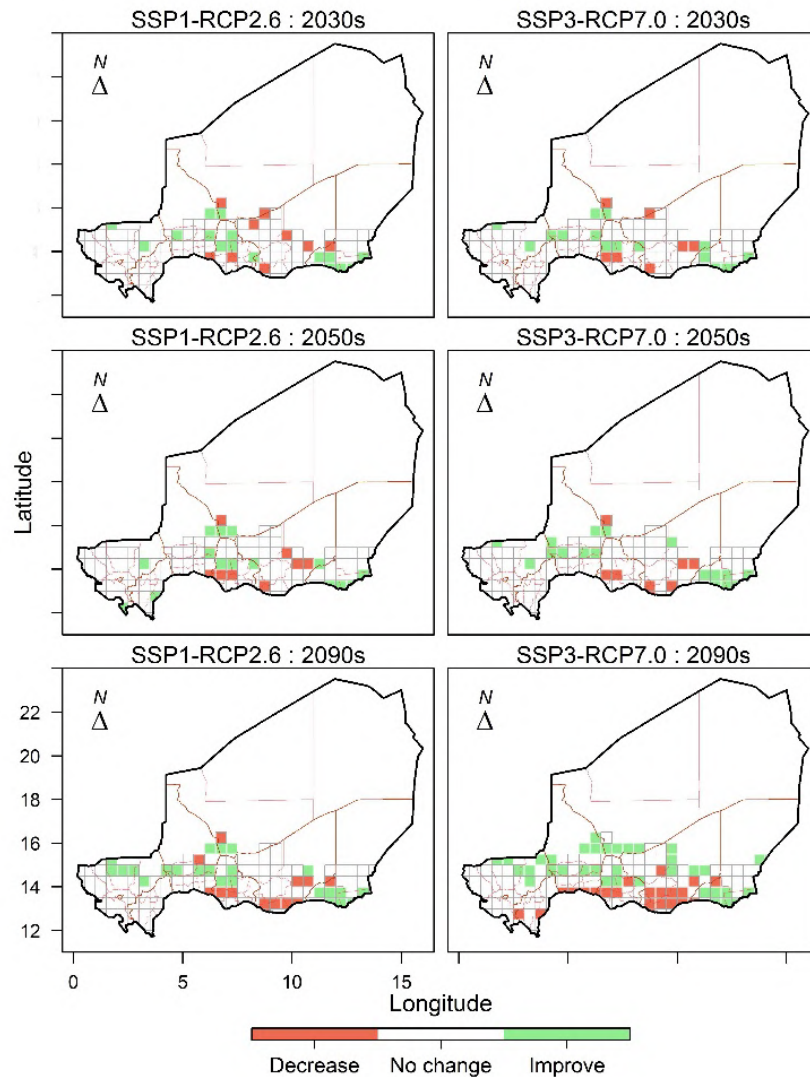 SSP1-RCP2.6 : 2030s
SSP3-RCP7.0 : 2030s
N
N
SSP1-RCP2.6 : 2050s
SSP3-RCP7.0 : 2050s
N
N
Latitude
SSP1-RCP2.6 : 2090s
SSP3-RCP7.0 : 2090s
N
N
22
20
18
16
14
12
0 5 10 15
Longitude
Decrease No change Improve